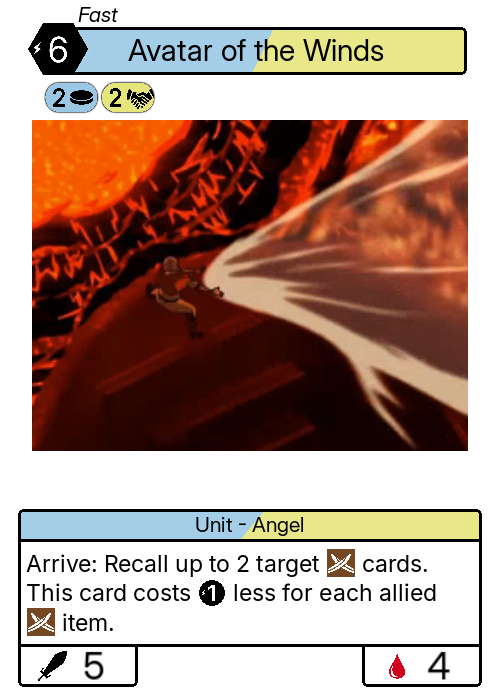 Fast
6 Avatar of the Winds
2 2
Unit - Angel
Arrive: Recall up to 2 target cards.
This card costs 1 less for each allied
item.
5 4